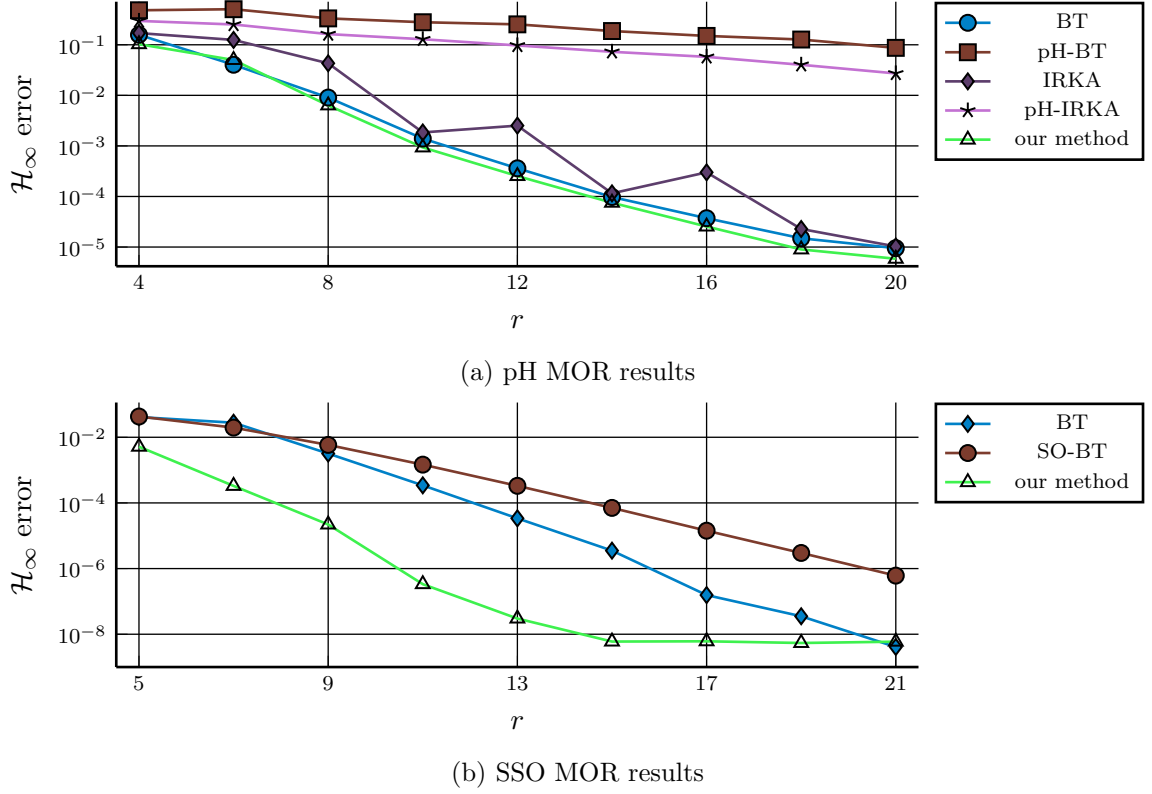 10⁻¹
10⁻²
10⁻³
10⁻⁴
10⁻⁵
ℋ∞ error
4
8
12
16
20
r
BT
pH-BT
IRKA
pH-IRKA
our method
(a) pH MOR results
10⁻²
10⁻⁴
10⁻⁶
10⁻⁸
ℋ∞ error
5
9
13
17
21
r
BT
SO-BT
our method
(b) SSO MOR results